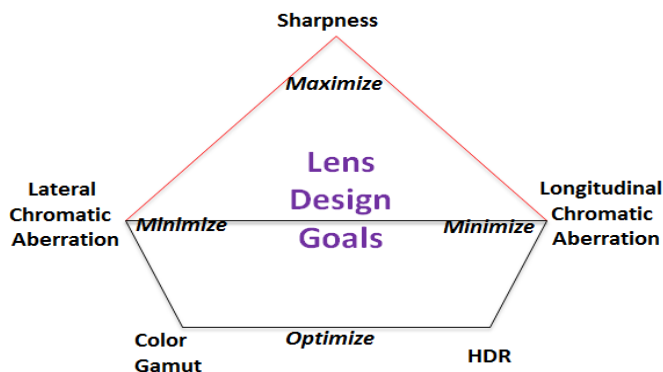 Sharpness
Maximize
Lens
Design
Goals
Lateral
Chromatic
Aberration
Minimize
Longitudinal
Chromatic
Aberration
Minimize
Color
Gamut
Optimize
HDR